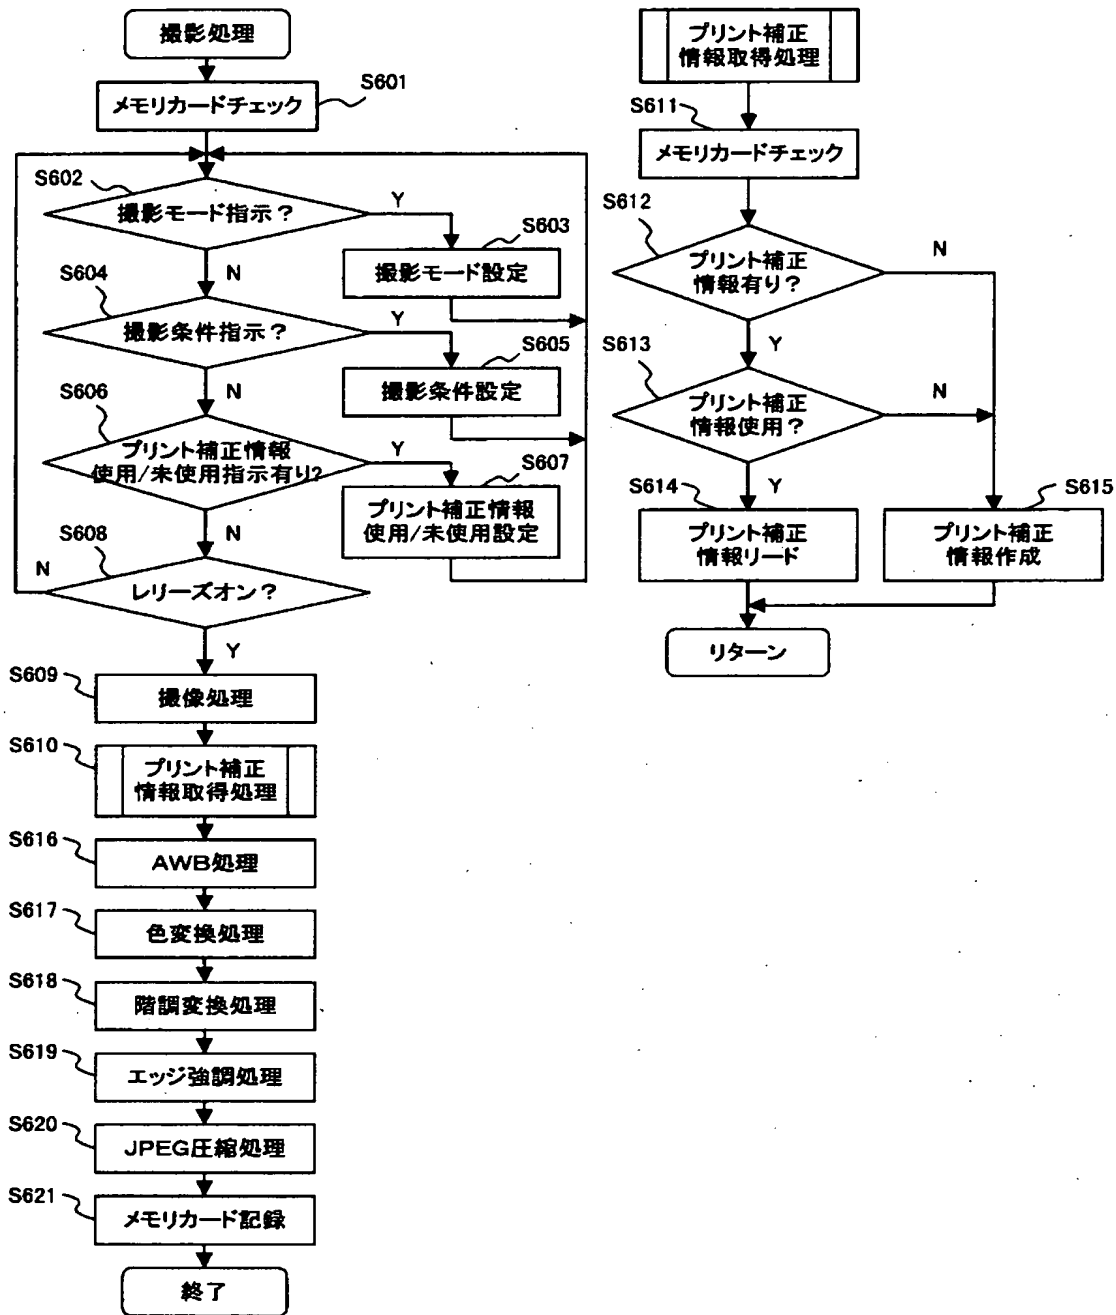 撮影処理
S601
メモリカードチェック
S602
撮影モード指示?
Y
N
S603
撮影モード設定
S604
撮影条件指示?
Y
N
S605
撮影条件設定
S606
プリント補正情報
使用/未使用指示有り?
Y
N
S607
プリント補正情報
使用/未使用設定
S608
レリーズオン?
N
Y
S609
撮像処理
S610
プリント補正
情報取得処理
S616
AWB処理
S617
色変換処理
S618
階調変換処理
S619
エッジ強調処理
S620
JPEG圧縮処理
S621
メモリカード記録
終了
プリント補正
情報取得処理
S611
メモリカードチェック
S612
プリント補正
情報有り?
N
Y
S613
プリント補正
情報使用?
N
Y
S614
プリント補正
情報リード
S615
プリント補正
情報作成
リターン